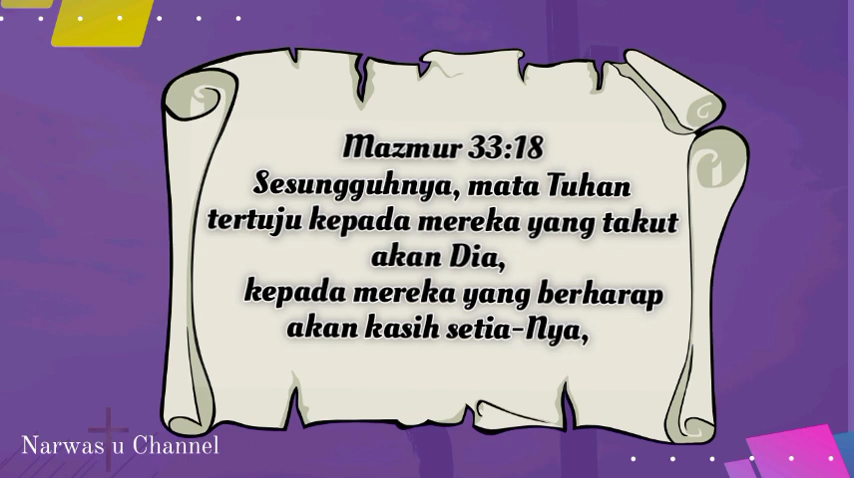 Mazmur 33:18
Sesungguhnya, mata Tuhan
tertuju kepada mereka yang takut
akan Dia,
kepada mereka yang berharap
akan kasih setia-Nya,
Narwas u Channel